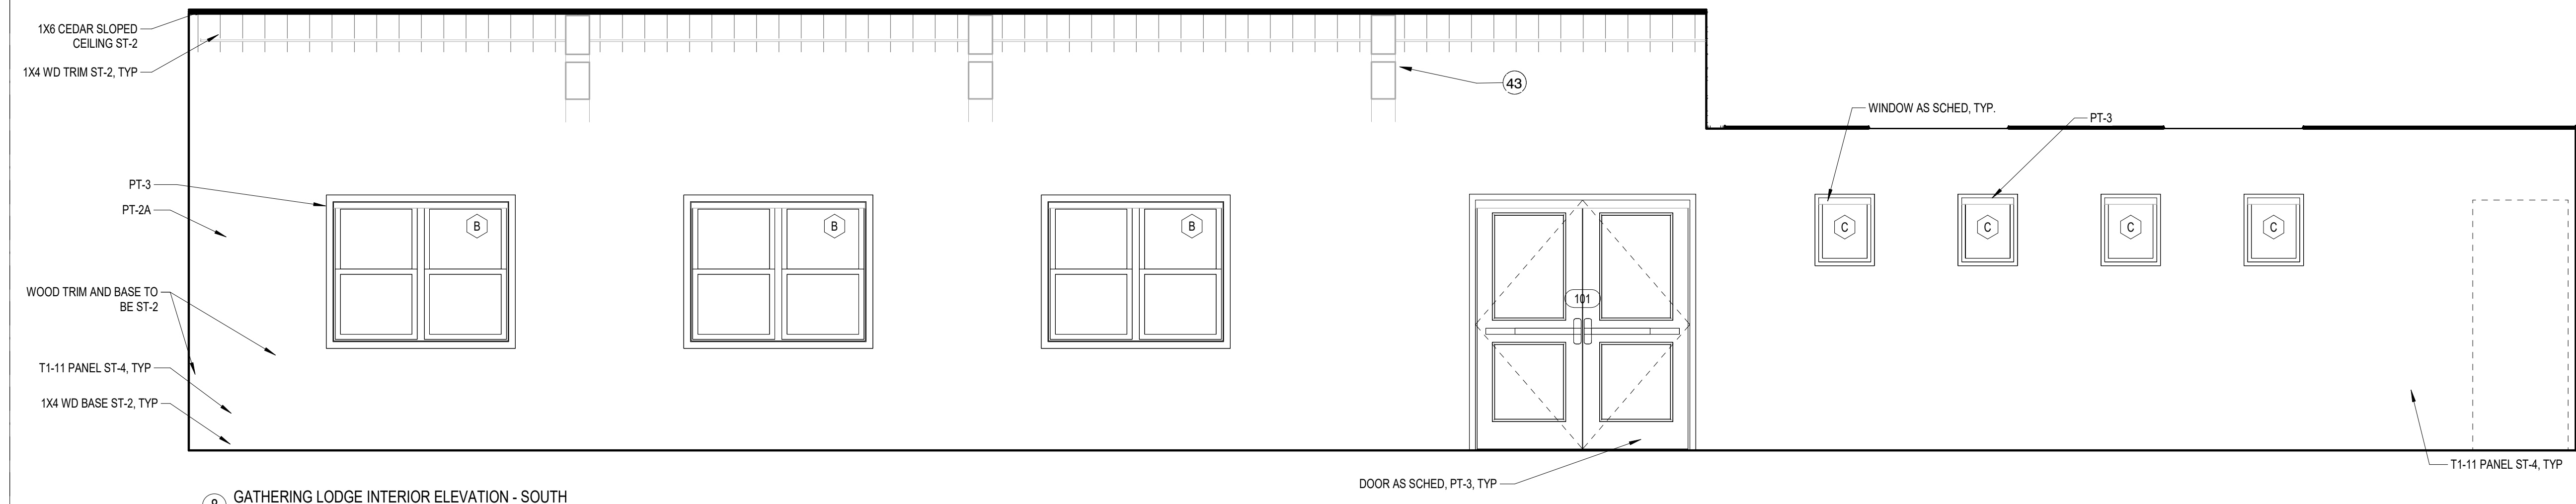 1X6 CEDAR SLOPED
CEILING ST-2
1X4 WD TRIM ST-2, TYP
43
WINDOW AS SCHED, TYP.
PT-3
PT-3
PT-2A
B
B
B
C
C
C
C
WOOD TRIM AND BASE TO
BE ST-2
101
T1-11 PANEL ST-4, TYP
1X4 WD BASE ST-2, TYP
T1-11 PANEL ST-4, TYP
DOOR AS SCHED, PT-3, TYP
GATHERING LODGE INTERIOR ELEVATION - SOUTH